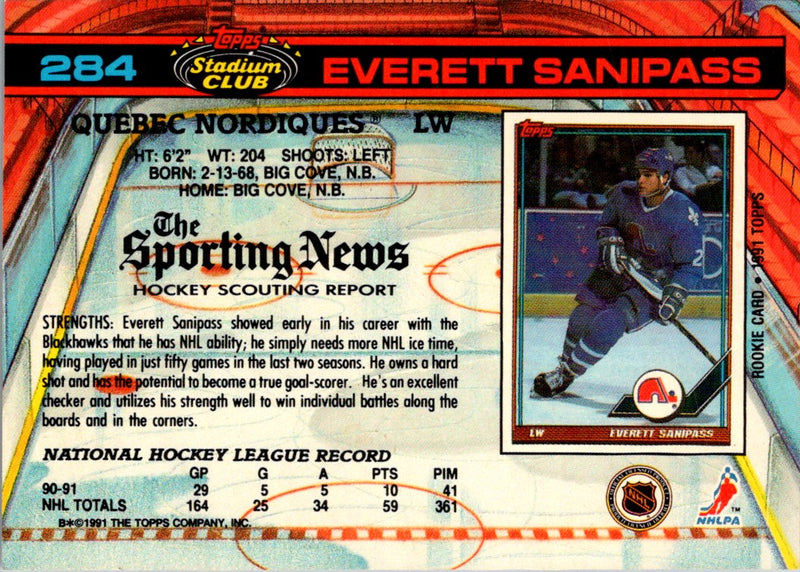 284
Topps
Stadium
CLUB
EVERETT SANIPASS
QUEBEC NORDIQUES® LW
HT: 6'2" WT: 204 SHOOTS: LEFT
BORN: 2-13-68, BIG COVE, N.B.
HOME: BIG COVE, N.B.
The
Sporting News
HOCKEY SCOUTING REPORT
STRENGTHS: Everett Sanipass showed early in his career with the
Blackhawks that he has NHL ability; he simply needs more NHL ice time,
having played in just fifty games in the last two seasons. He owns a hard
shot and has the potential to become a true goal-scorer. He's an excellent
checker and utilizes his strength well to win individual battles along the
boards and in the corners.
Topps
2
LW EVERETT SANIPASS
ROOKIE CARD • 1991 TOPPS
NATIONAL HOCKEY LEAGUE RECORD
GP G A PTS PIM
90-91 29 5 5 10 41
NHL TOTALS 164 25 34 59 361
B✻©1991 THE TOPPS COMPANY, INC.
NHL
NHLPA
TM